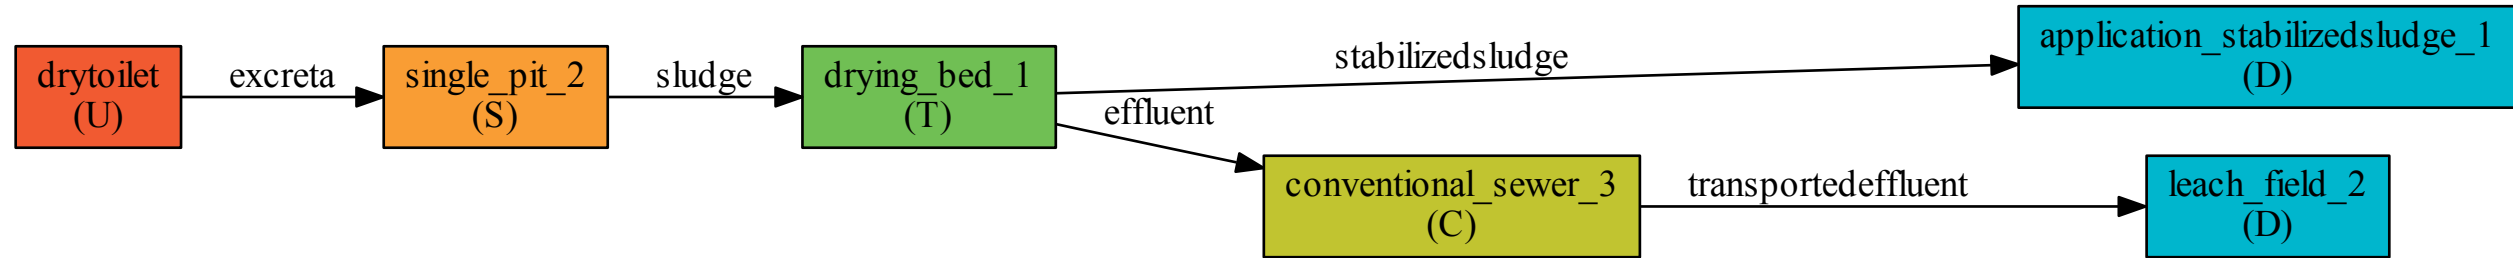 drytoilet
(U)
excreta
single_pit_2
(S)
sludge
drying_bed_1
(T)
stabilizedsludge
application_stabilizedsludge_1
(D)
effluent
conventional_sewer_3
(C)
transportedeffluent
leach_field_2
(D)